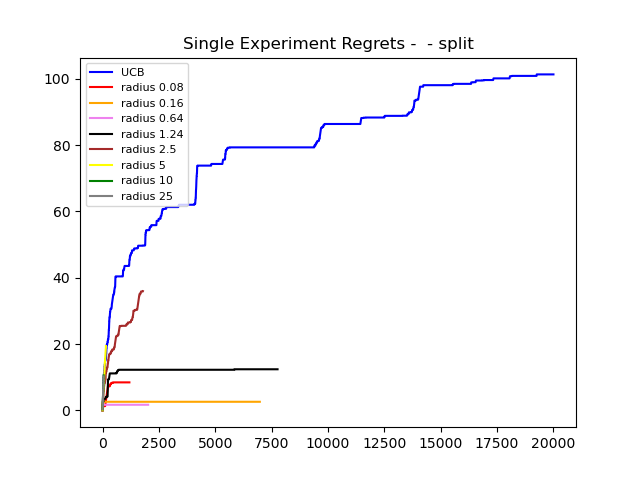 Single Experiment Regrets -  - split
UCB
radius 0.08
radius 0.16
radius 0.64
radius 1.24
radius 2.5
radius 5
radius 10
radius 25
100
80
60
40
20
0
0 2500 5000 7500 10000 12500 15000 17500 20000